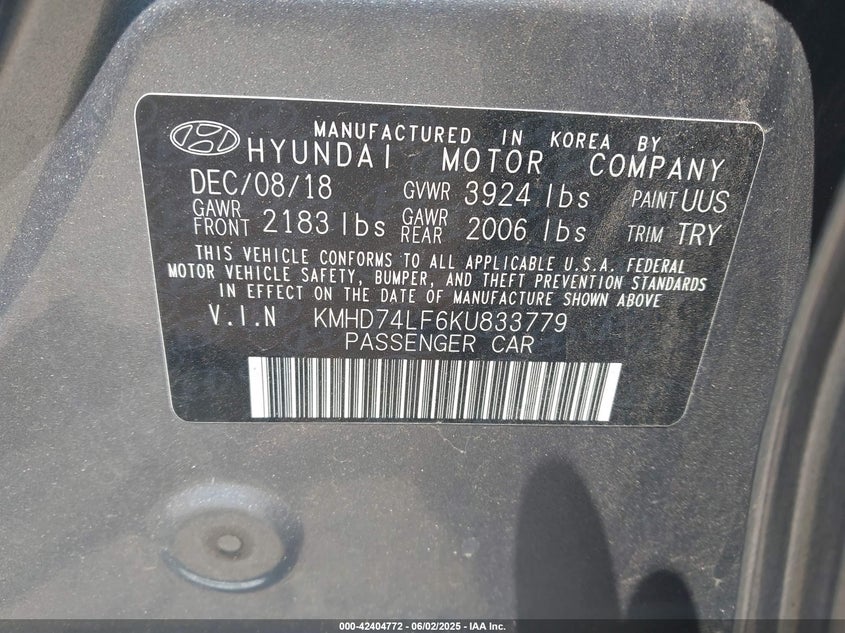 MANUFACTURED IN KOREA BY
HYUNDAI MOTOR COMPANY
DEC/08/18 GVWR 3924 lbs PAINT UUS
GAWR FRONT 2183 lbs GAWR REAR 2006 lbs TRIM TRY
THIS VEHICLE CONFORMS TO ALL APPLICABLE U.S.A. FEDERAL
MOTOR VEHICLE SAFETY, BUMPER, AND THEFT PREVENTION STANDARDS
IN EFFECT ON THE DATE OF MANUFACTURE SHOWN ABOVE
V.I.N KMHD74LF6KU833779
PASSENGER CAR
000-42404772 - 06/02/2025 - IAA Inc.